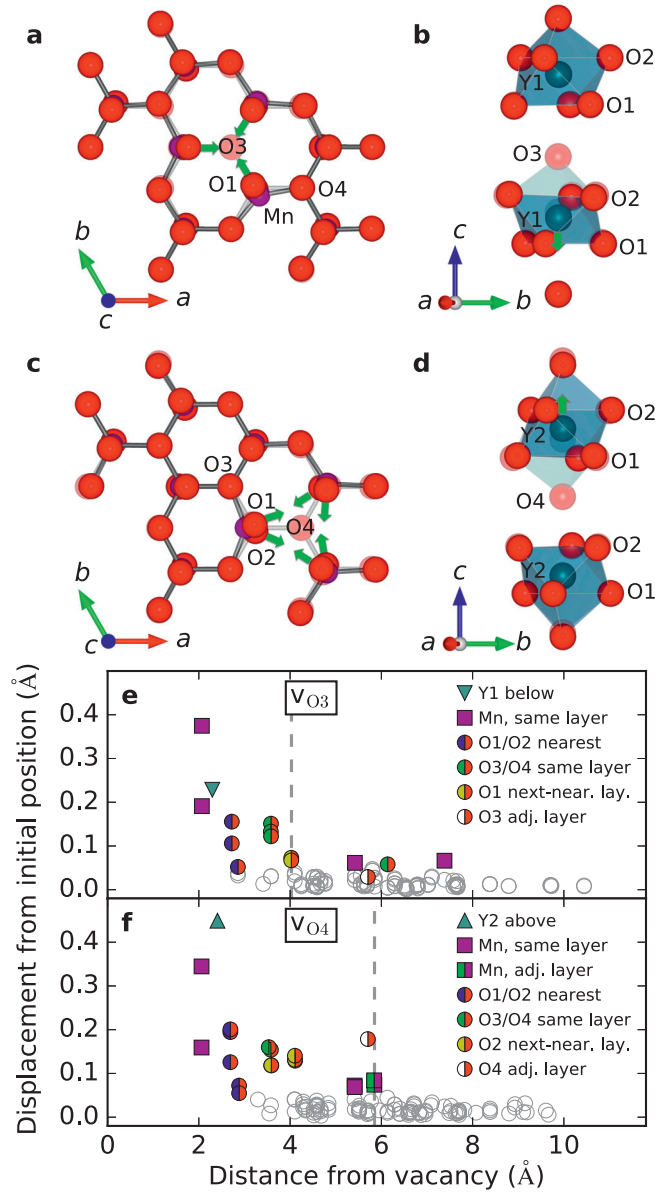 a
O3
O1
O4
Mn
b
c
a
b
Y1
O2
O1
O3
Y1
O2
O1
c
a
b
c
O3
O1
O4
O2
b
c
a
d
Y2
O2
O1
O4
O2
Y2
O1
c
a
b
Displacement from initial position (Å)
e
V_{O3}
Y1 below
Mn, same layer
O1/O2 nearest
O3/O4 same layer
O1 next-near. lay.
O3 adj. layer
0.4
0.3
0.2
0.1
0.0
f
V_{O4}
Y2 above
Mn, same layer
Mn, adj. layer
O1/O2 nearest
O3/O4 same layer
O2 next-near. lay.
O4 adj. layer
0.4
0.3
0.2
0.1
0.0
0 2 4 6 8 10
Distance from vacancy (Å)